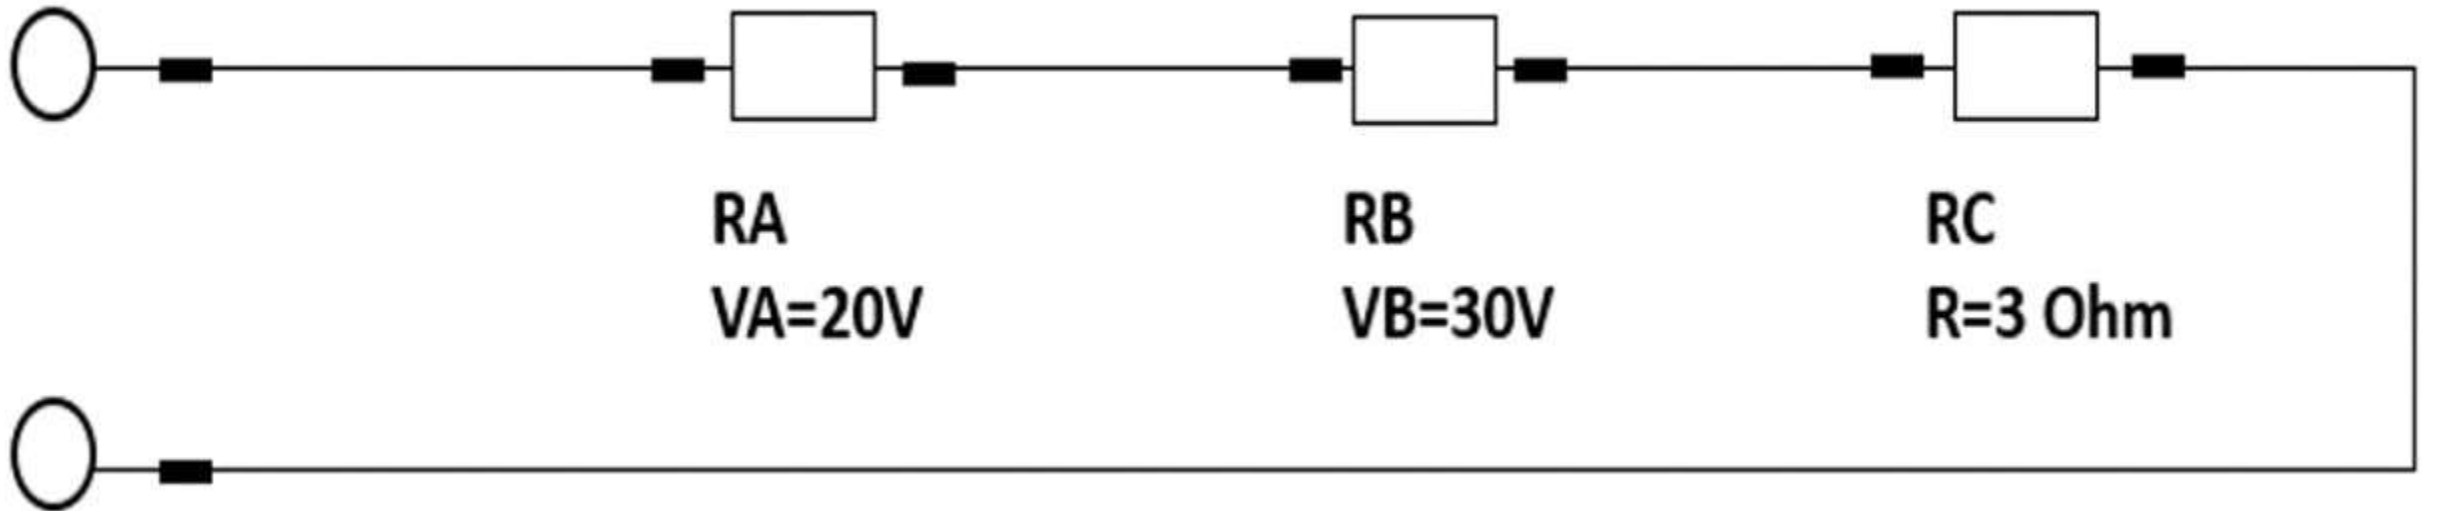 RA
VA=20V
RB
VB=30V
RC
R=3 Ohm